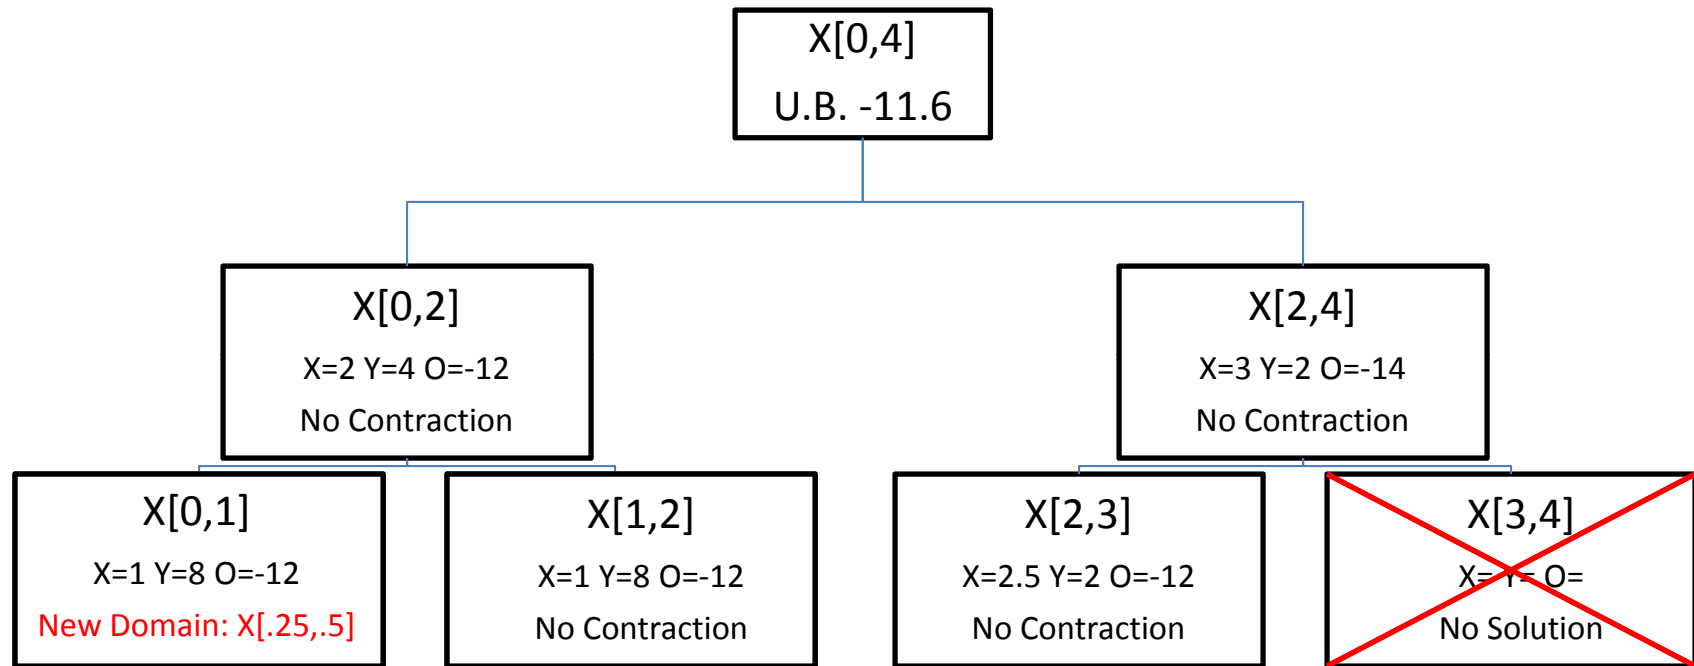 X[0,4]
U.B. -11.6
X[0,2]
X=2 Y=4 O=-12
No Contraction
X[2,4]
X=3 Y=2 O=-14
No Contraction
X[0,1]
X=1 Y=8 O=-12
New Domain: X[.25,.5]
X[1,2]
X=1 Y=8 O=-12
No Contraction
X[2,3]
X=2.5 Y=2 O=-12
No Contraction
X[3,4]
X= Y= O=
No Solution